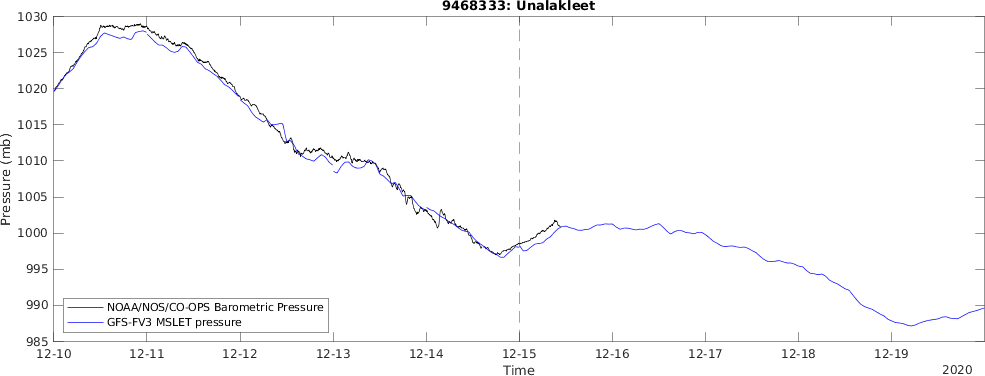 9468333: Unalakleet
Pressure (mb)
1030
1025
1020
1015
1010
1005
1000
995
990
985
NOAA/NOS/CO-OPS Barometric Pressure
GFS-FV3 MSLET pressure
12-10 12-11 12-12 12-13 12-14 12-15 12-16 12-17 12-18 12-19
Time
2020